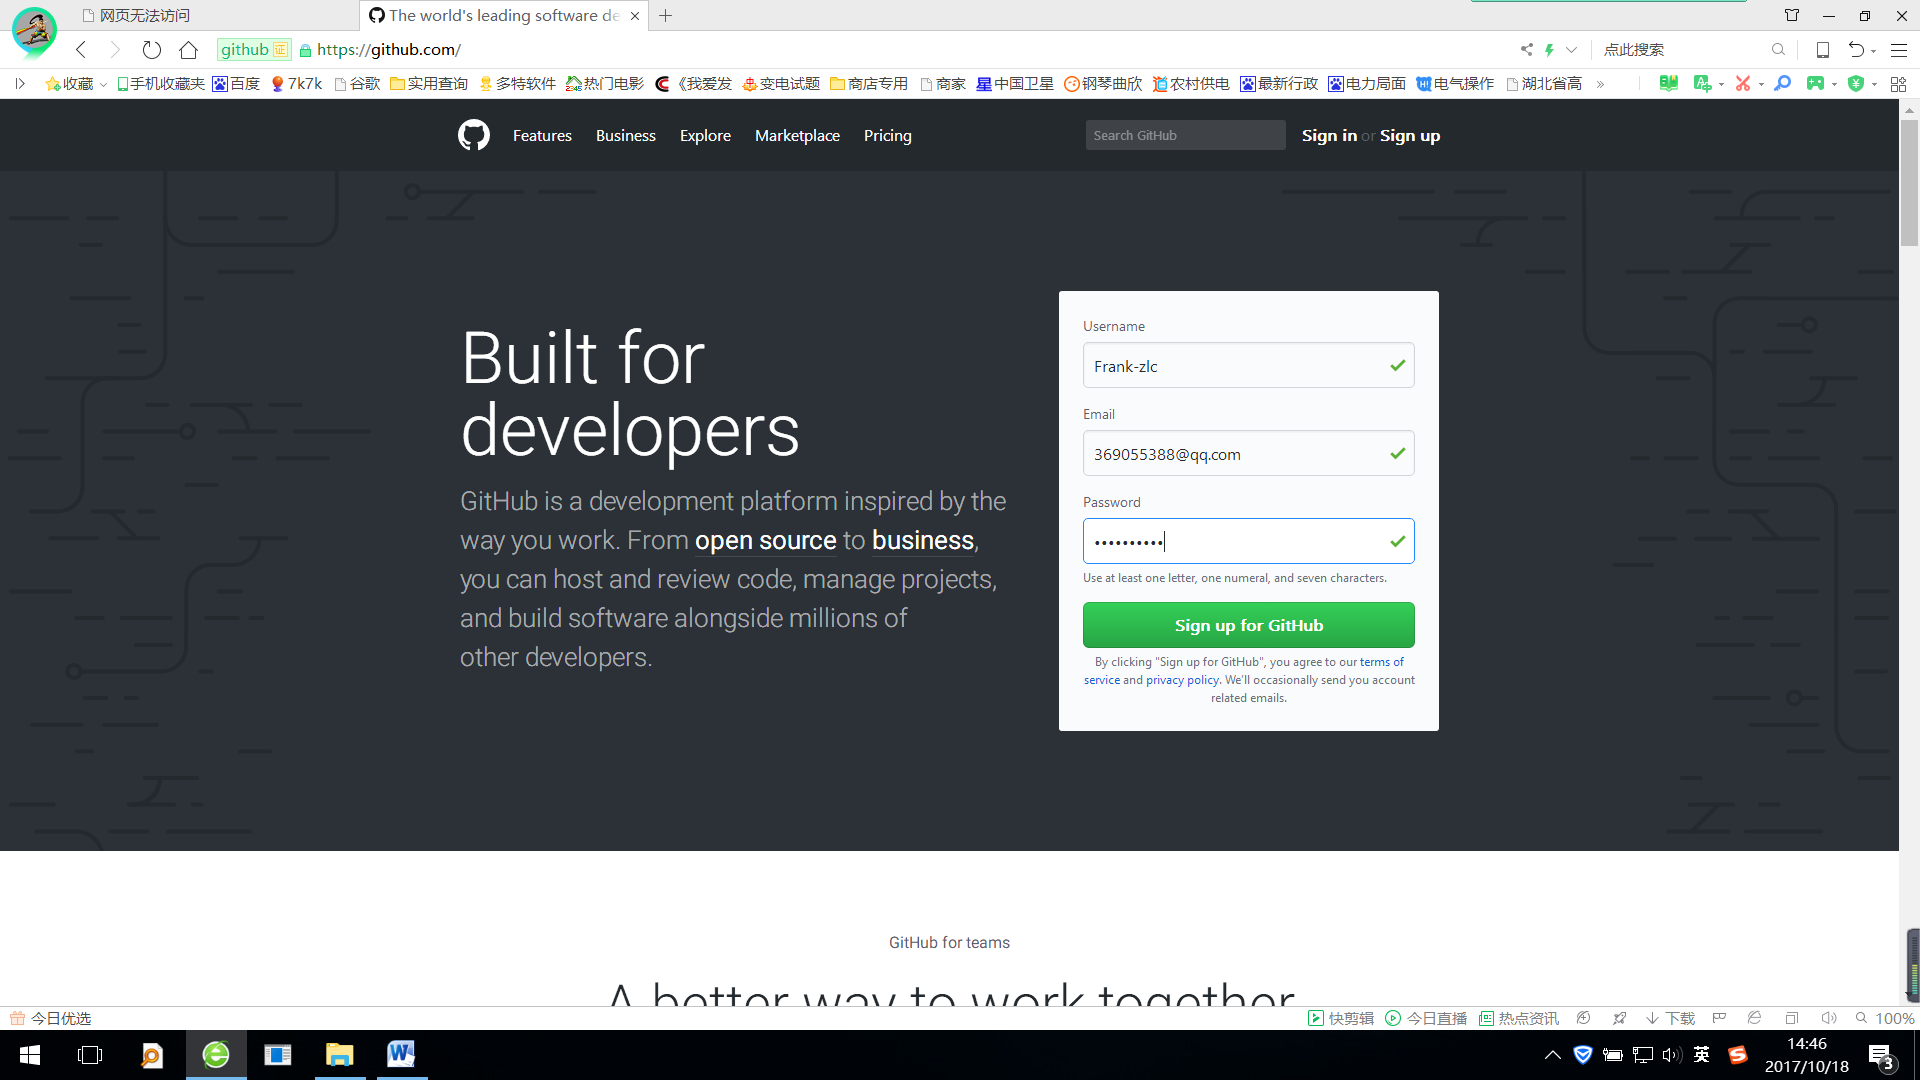 网页无法访问
The world's leading software de
github 证 https://github.com/
点此搜索
收藏 手机收藏夹 百度 7k7k 谷歌 实用查询 多特软件 热门电影 《我爱发 变电试题 商店专用 商家 中国卫星 钢琴曲欣 农村供电 最新行政 电力局面 电气操作 湖北省高 »
Features Business Explore Marketplace Pricing
Search GitHub
Sign in or Sign up
Built for
developers
GitHub is a development platform inspired by the
way you work. From open source to business,
you can host and review code, manage projects,
and build software alongside millions of
other developers.
Username
Frank-zlc
Email
369055388@qq.com
Password
••••••••••
Use at least one letter, one numeral, and seven characters.
Sign up for GitHub
By clicking "Sign up for GitHub", you agree to our terms of
service and privacy policy. We'll occasionally send you account
related emails.
GitHub for teams
A better way to work together
今日优选
快剪辑 今日直播 热点资讯 下载 100%
英
14:46
2017/10/18
3